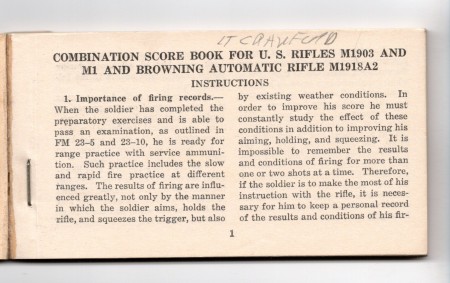 LT CRAWFORD
COMBINATION SCORE BOOK FOR U. S. RIFLES M1903 AND
M1 AND BROWNING AUTOMATIC RIFLE M1918A2
INSTRUCTIONS
1. Importance of firing records.—
When the soldier has completed the
preparatory exercises and is able to
pass an examination, as outlined in
FM 23–5 and 23–10, he is ready for
range practice with service ammuni-
tion. Such practice includes the slow
and rapid fire practice at different
ranges. The results of firing are influ-
enced greatly, not only by the manner
in which the soldier aims, holds the
rifle, and squeezes the trigger, but also
by existing weather conditions. In
order to improve his score he must
constantly study the effect of these
conditions in addition to improving his
aiming, holding, and squeezing. It is
impossible to remember the results
and conditions of firing for more than
one or two shots at a time. Therefore,
if the soldier is to make the most of his
instruction with the rifle, it is neces-
sary for him to keep a personal record
of the results and conditions of his fir-
1